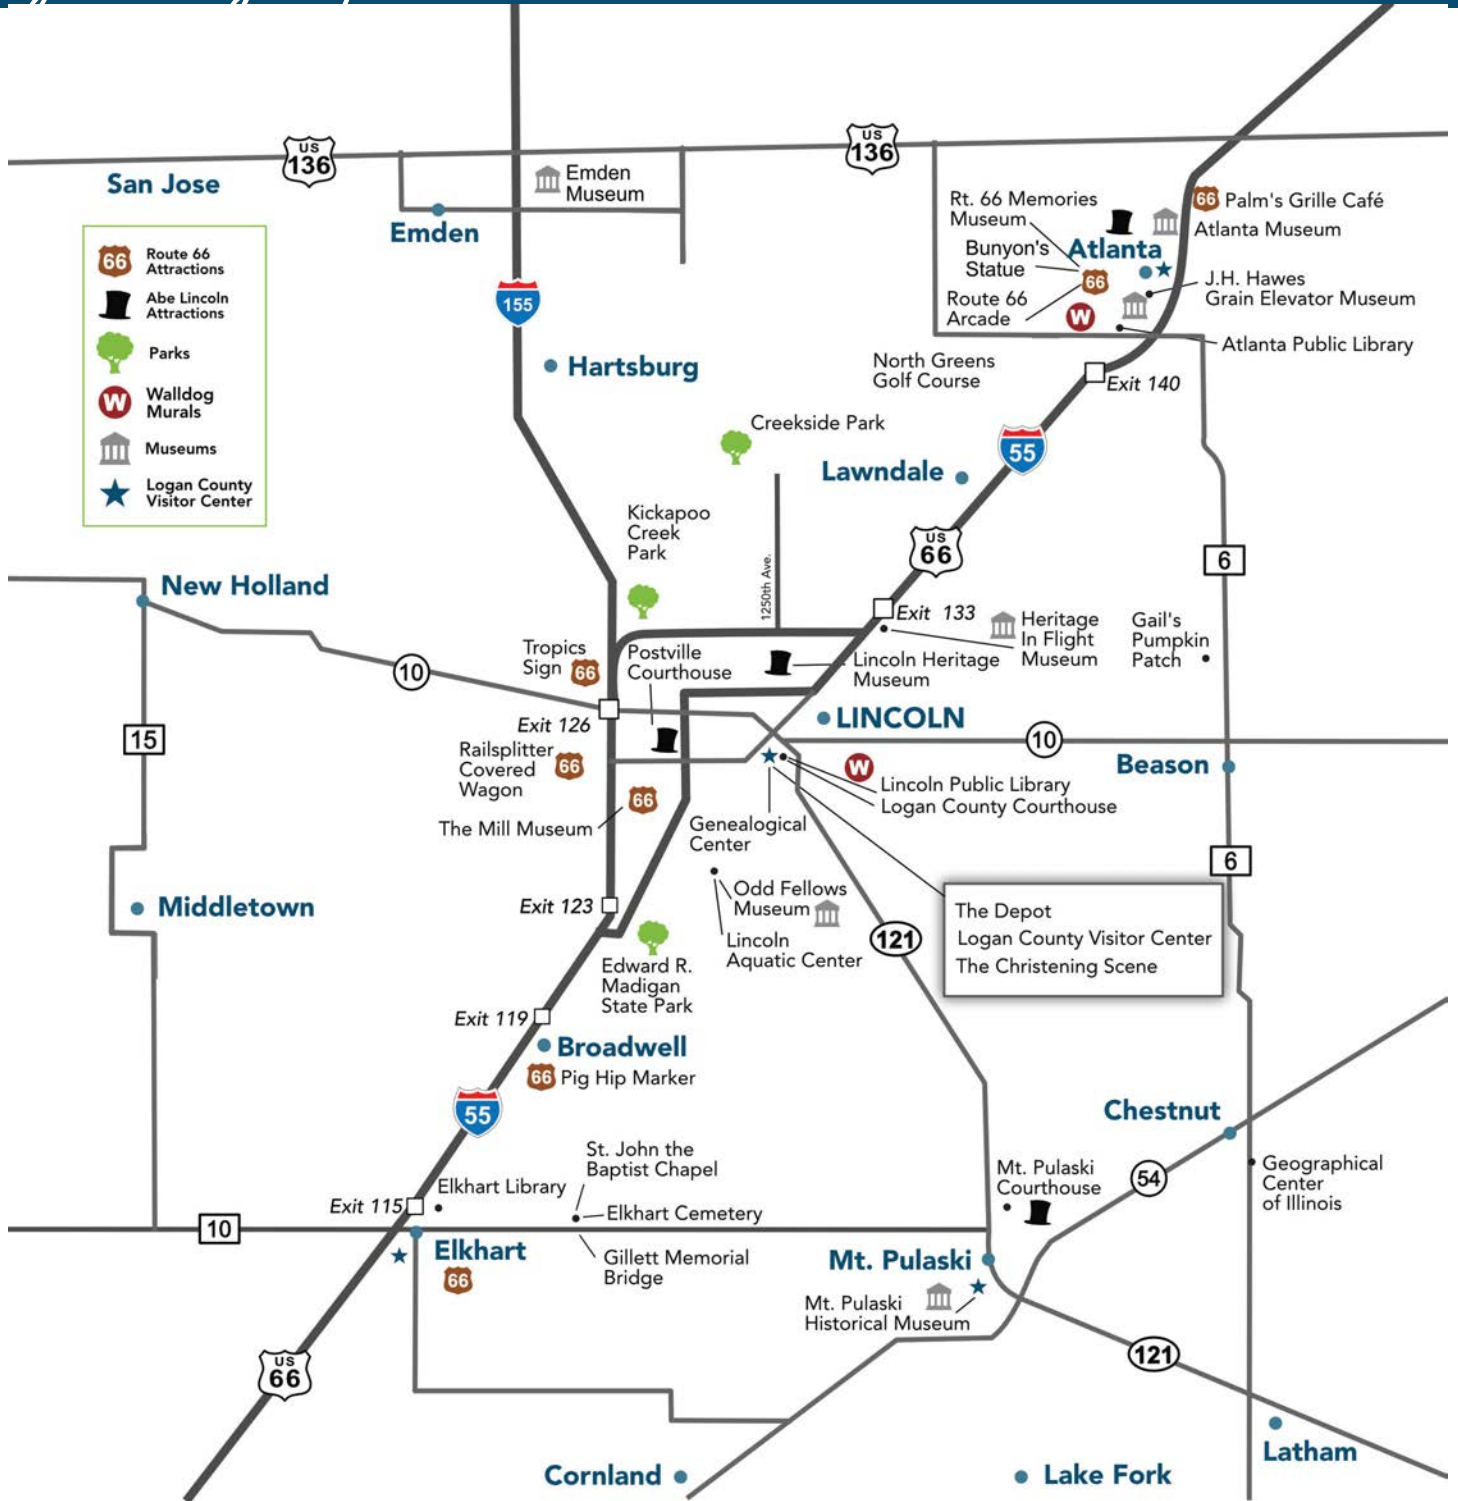 US
136
US
136
San Jose
Emden
Museum
Emden
66
Route 66
Attractions
Abe Lincoln
Attractions
Parks
W
Walldog
Murals
Museums
Logan County
Visitor Center
155
Hartsburg
Rt. 66 Memories
Museum
Bunyon's
Statue
Route 66
Arcade
Atlanta
66
W
66
Palm's Grille Café
Atlanta Museum
J.H. Hawes
Grain Elevator Museum
Atlanta Public Library
North Greens
Golf Course
Exit 140
55
Creekside Park
Lawndale
Kickapoo
Creek
Park
1250th Ave.
US
66
6
New Holland
Exit 133
Heritage
In Flight
Museum
Gail's
Pumpkin
Patch
Tropics
Sign
66
Postville
Courthouse
Lincoln Heritage
Museum
10
15
Exit 126
LINCOLN
10
Beason
Railsplitter
Covered
Wagon
66
W
Lincoln Public Library
Logan County Courthouse
66
The Mill Museum
Genealogical
Center
6
Odd Fellows
Museum
Lincoln
Aquatic Center
Middletown
Exit 123
121
The Depot
Logan County Visitor Center
The Christening Scene
Edward R.
Madigan
State Park
Exit 119
Broadwell
66
Pig Hip Marker
55
Chestnut
St. John the
Baptist Chapel
Mt. Pulaski
Courthouse
54
Geographical
Center
of Illinois
Exit 115
Elkhart Library
Elkhart Cemetery
10
Elkhart
66
Gillett Memorial
Bridge
Mt. Pulaski
Mt. Pulaski
Historical Museum
US
66
121
Latham
Cornland
Lake Fork